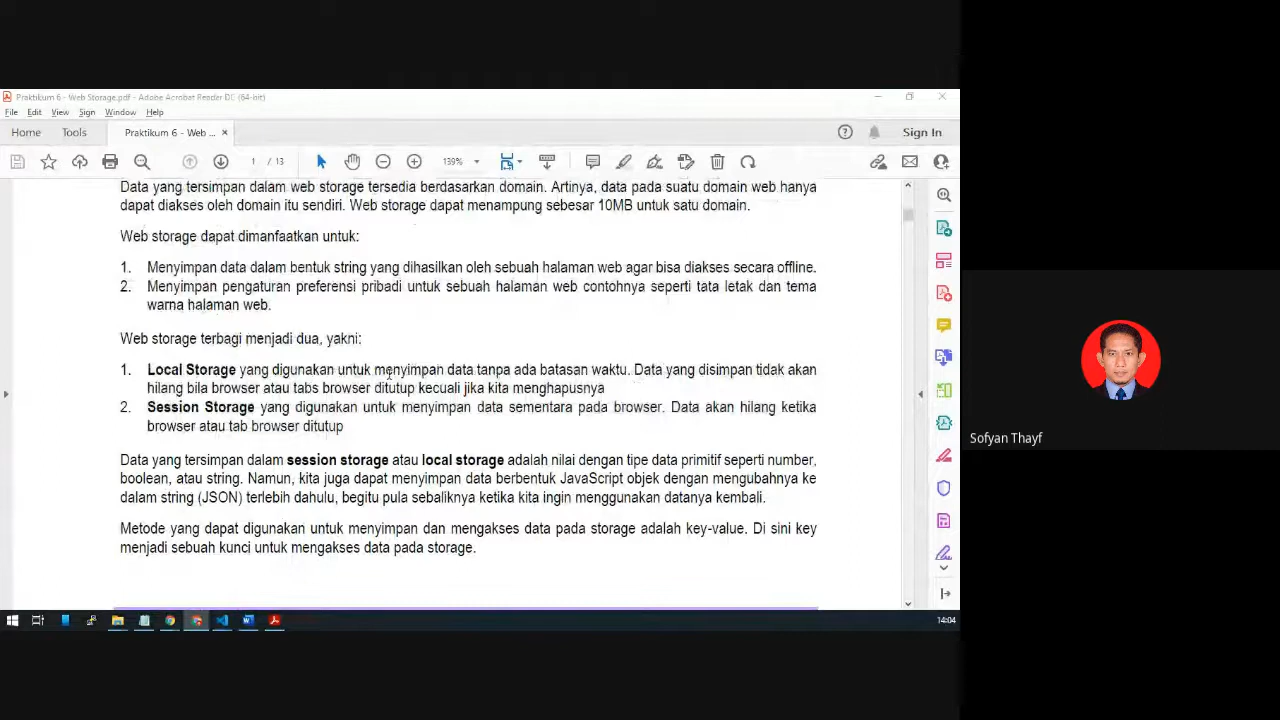 Praktikum 6 - Web Storage.pdf - Adobe Acrobat Reader DC (64-bit)
File Edit View Sign Window Help
Home Tools Praktikum 6 - Web ... × Sign In
1 / 13 139%
Data yang tersimpan dalam web storage tersedia berdasarkan domain. Artinya, data pada suatu domain web hanya
dapat diakses oleh domain itu sendiri. Web storage dapat menampung sebesar 10MB untuk satu domain.
Web storage dapat dimanfaatkan untuk:
1. Menyimpan data dalam bentuk string yang dihasilkan oleh sebuah halaman web agar bisa diakses secara offline.
2. Menyimpan pengaturan preferensi pribadi untuk sebuah halaman web contohnya seperti tata letak dan tema
warna halaman web.
Web storage terbagi menjadi dua, yakni:
1. Local Storage yang digunakan untuk menyimpan data tanpa ada batasan waktu. Data yang disimpan tidak akan
hilang bila browser atau tabs browser ditutup kecuali jika kita menghapusnya
2. Session Storage yang digunakan untuk menyimpan data sementara pada browser. Data akan hilang ketika
browser atau tab browser ditutup
Data yang tersimpan dalam session storage atau local storage adalah nilai dengan tipe data primitif seperti number,
boolean, atau string. Namun, kita juga dapat menyimpan data berbentuk JavaScript objek dengan mengubahnya ke
dalam string (JSON) terlebih dahulu, begitu pula sebaliknya ketika kita ingin menggunakan datanya kembali.
Metode yang dapat digunakan untuk menyimpan dan mengakses data pada storage adalah key-value. Di sini key
menjadi sebuah kunci untuk mengakses data pada storage.
14:04
Sofyan Thayf